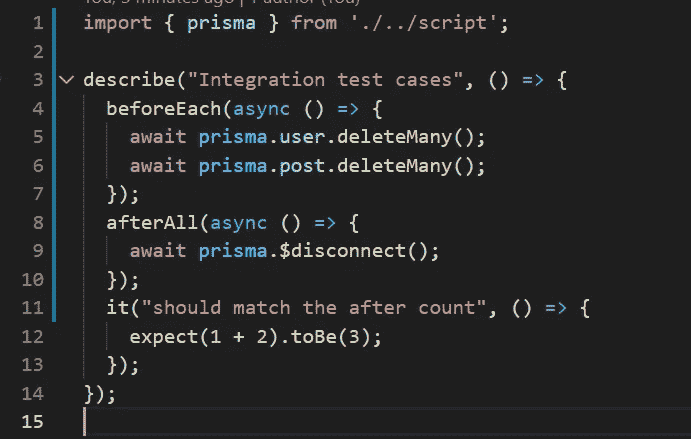 You, 5 minutes ago | 1 author (You)
1 import { prisma } from './../script';
2
3 describe("Integration test cases", () => {
4 beforeEach(async () => {
5 await prisma.user.deleteMany();
6 await prisma.post.deleteMany();
7 });
8 afterAll(async () => {
9 await prisma.$disconnect();
10 });
11 it("should match the after count", () => {
12 expect(1 + 2).toBe(3);
13 });
14 });
15